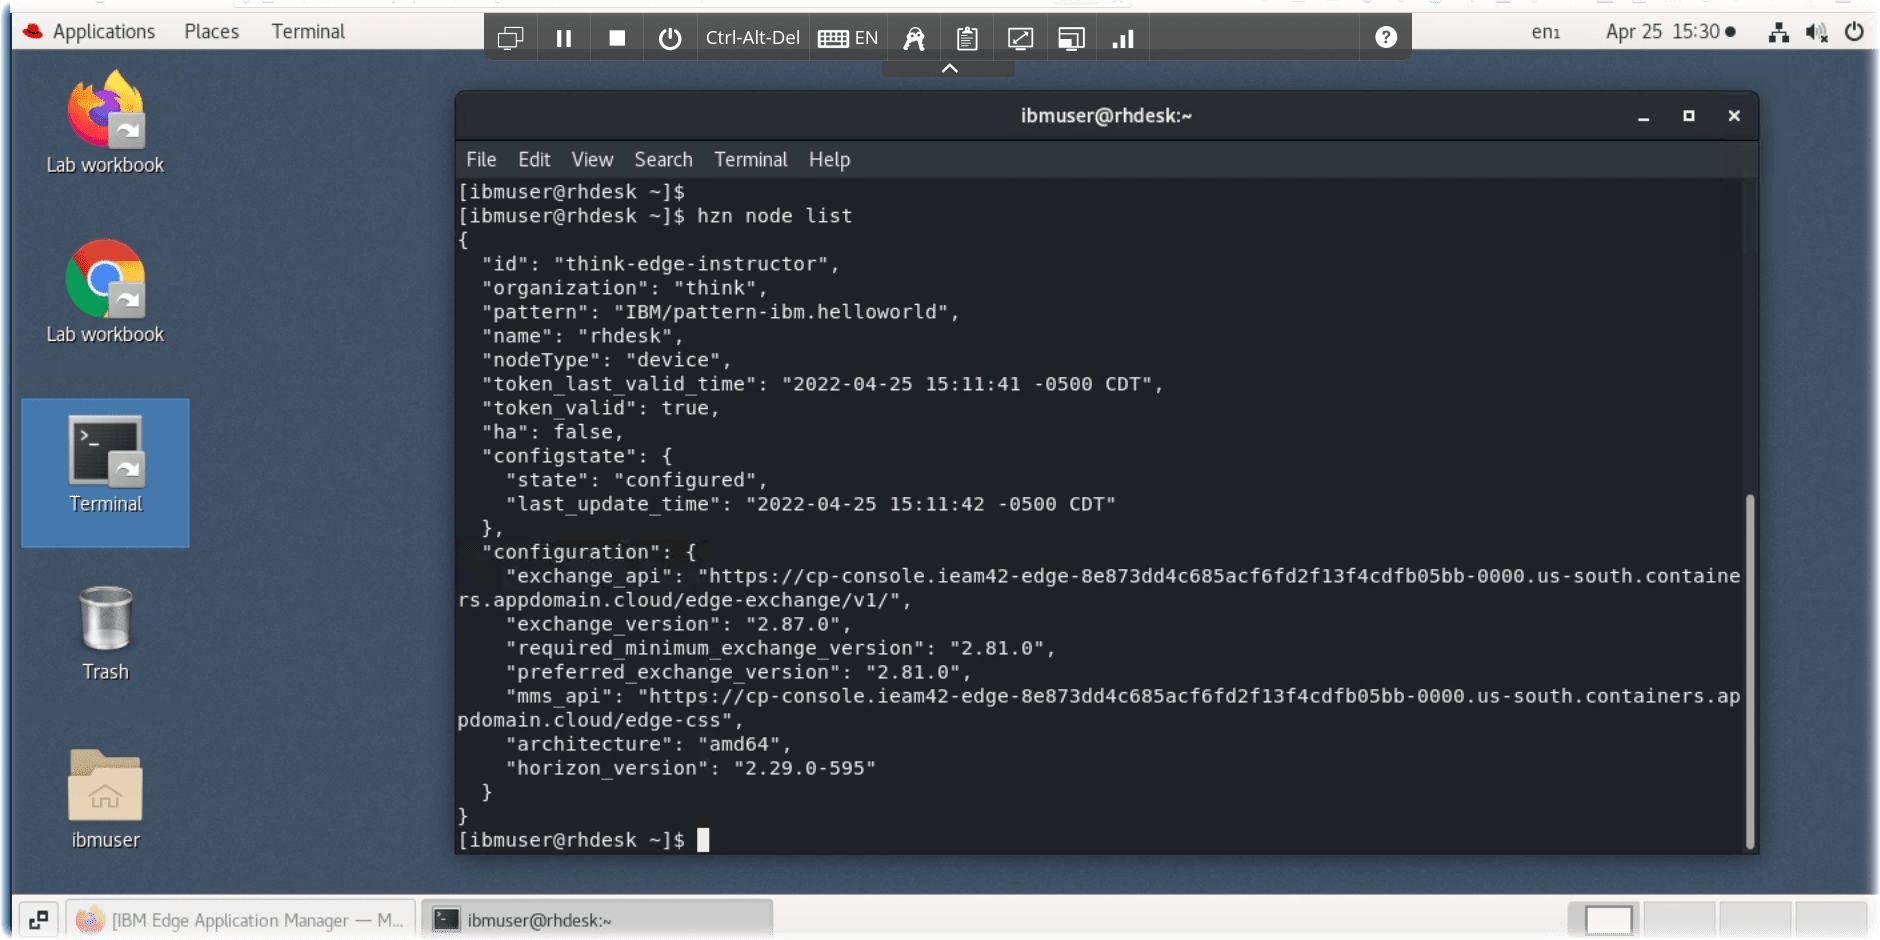 Applications Places Terminal
Ctrl-Alt-Del EN
?
en₁ Apr 25 15:30
Lab workbook
Lab workbook
Terminal
Trash
ibmuser
ibmuser@rhdesk:~
File Edit View Search Terminal Help
[ibmuser@rhdesk ~]$
[ibmuser@rhdesk ~]$ hzn node list
{
  "id": "think-edge-instructor",
  "organization": "think",
  "pattern": "IBM/pattern-ibm.helloworld",
  "name": "rhdesk",
  "nodeType": "device",
  "token_last_valid_time": "2022-04-25 15:11:41 -0500 CDT",
  "token_valid": true,
  "ha": false,
  "configstate": {
    "state": "configured",
    "last_update_time": "2022-04-25 15:11:42 -0500 CDT"
  },
  "configuration": {
    "exchange_api": "https://cp-console.ieam42-edge-8e873dd4c685acf6fd2f13f4cdfb05bb-0000.us-south.containe
rs.appdomain.cloud/edge-exchange/v1/",
    "exchange_version": "2.87.0",
    "required_minimum_exchange_version": "2.81.0",
    "preferred_exchange_version": "2.81.0",
    "mms_api": "https://cp-console.ieam42-edge-8e873dd4c685acf6fd2f13f4cdfb05bb-0000.us-south.containers.ap
pdomain.cloud/edge-css",
    "architecture": "amd64",
    "horizon_version": "2.29.0-595"
  }
}
[ibmuser@rhdesk ~]$
[IBM Edge Application Manager — M...
ibmuser@rhdesk:~